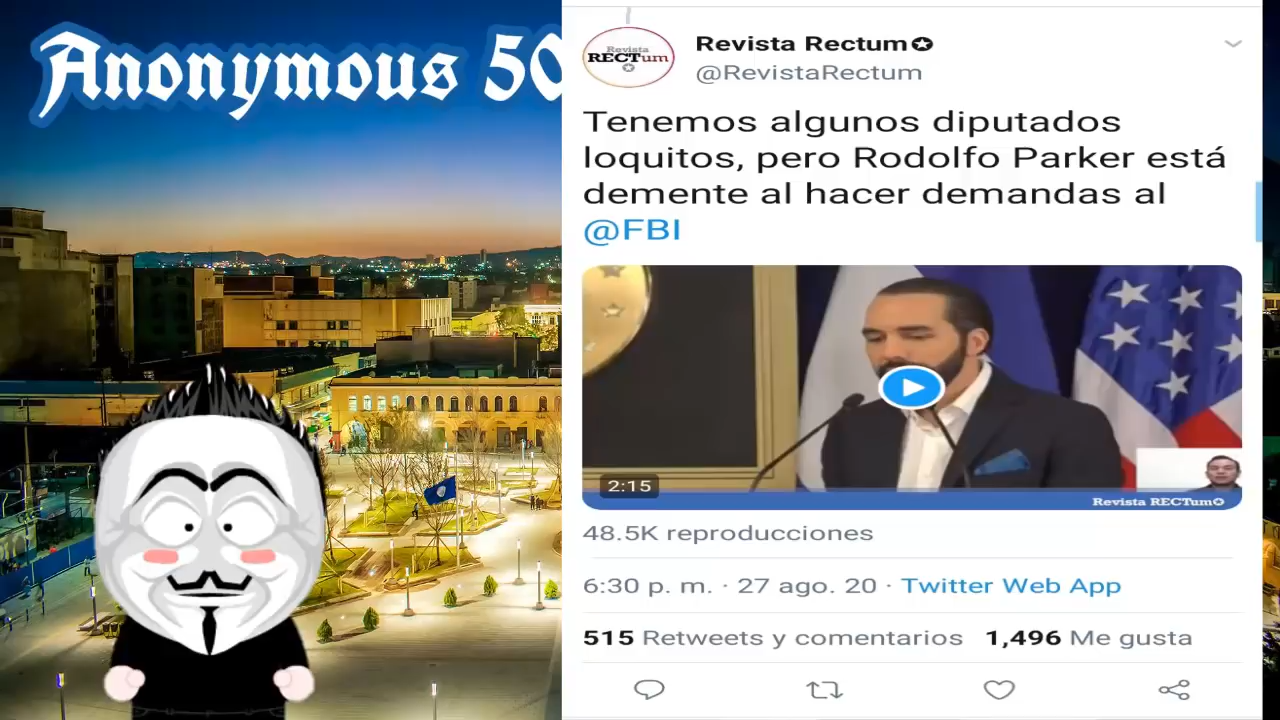 Anonymous 50
Revista
RECTum
Revista Rectum✪
@RevistaRectum
Tenemos algunos diputados
loquitos, pero Rodolfo Parker está
demente al hacer demandas al
@FBI
2:15
Revista RECTum✪
48.5K reproducciones
6:30 p. m. · 27 ago. 20 · Twitter Web App
515 Retweets y comentarios 1,496 Me gusta